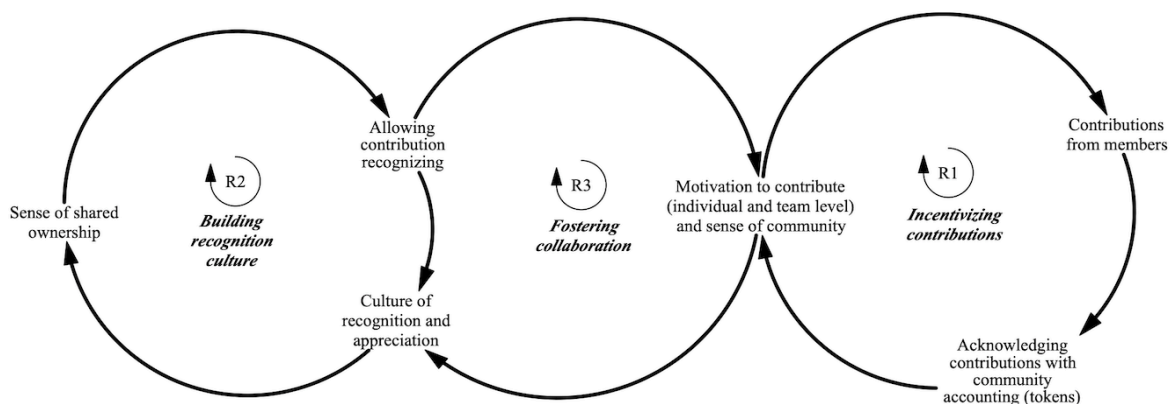 Sense of shared
ownership
R2
Building
recognition
culture
Allowing
contribution
recognizing
Culture of
recognition and
appreciation
R3
Fostering
collaboration
Motivation to contribute
(individual and team level)
and sense of community
R1
Incentivizing
contributions
Contributions
from members
Acknowledging
contributions with
community
accounting (tokens)